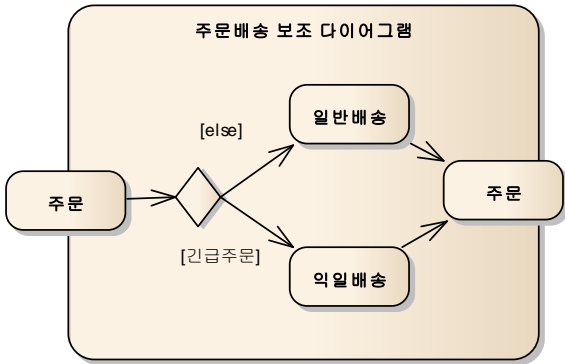 주문배송 보조 다이어그램
일반배송
[else]
주문
주문
[긴급주문]
익일배송